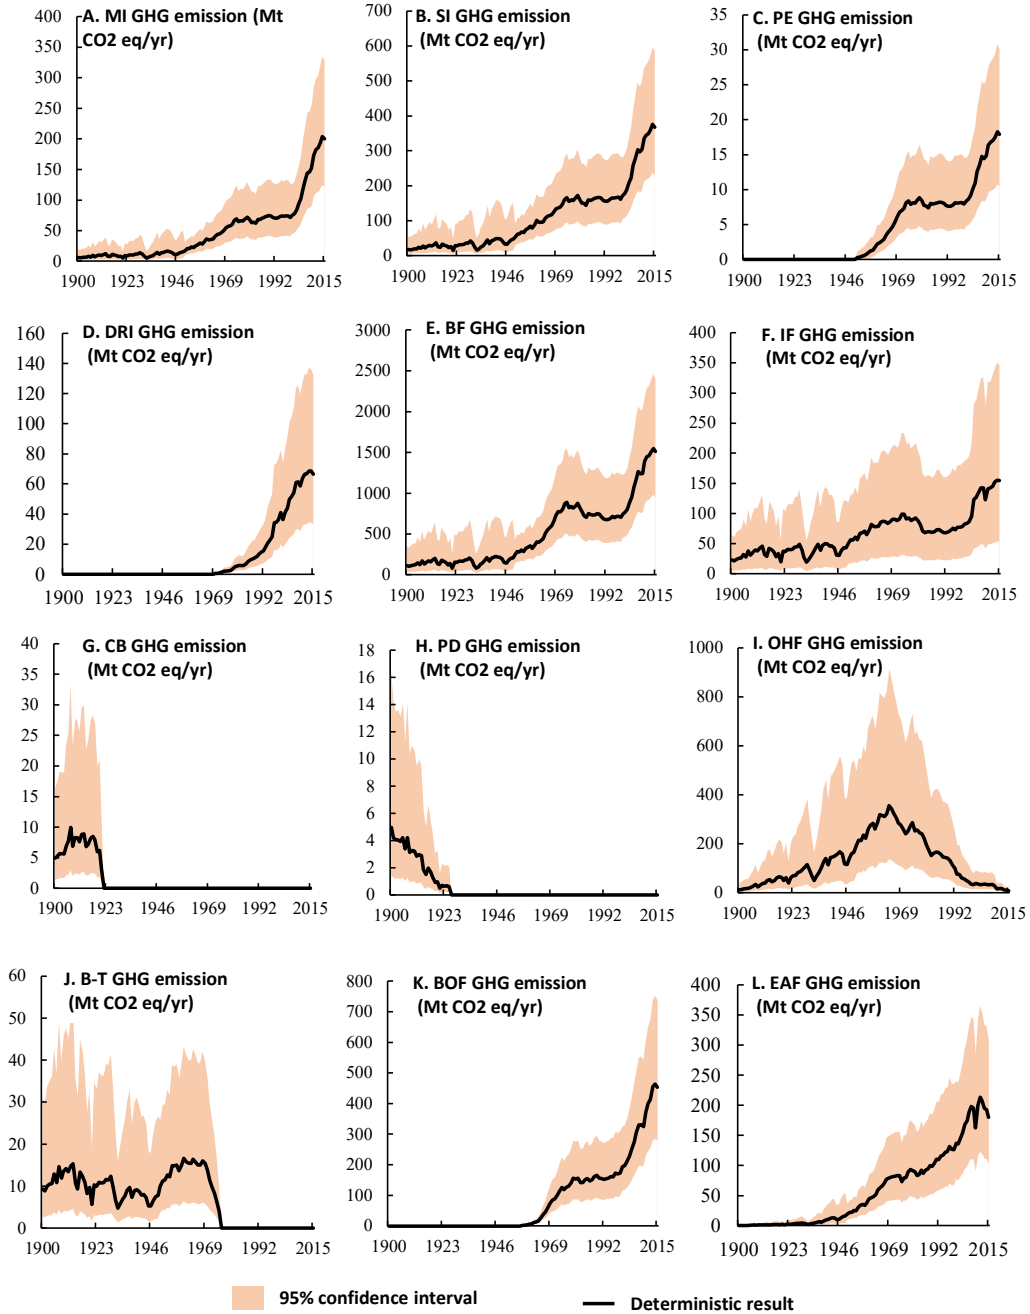 A. MI GHG emission (Mt
CO2 eq/yr)
400
350
300
250
200
150
100
50
0
1900 1923 1946 1969 1992 2015
B. SI GHG emission
(Mt CO2 eq/yr)
700
600
500
400
300
200
100
0
1900 1923 1946 1969 1992 2015
C. PE GHG emission
(Mt CO2 eq/yr)
35
30
25
20
15
10
5
0
1900 1923 1946 1969 1992 2015
D. DRI GHG emission
(Mt CO2 eq/yr)
160
140
120
100
80
60
40
20
0
1900 1923 1946 1969 1992 2015
E. BF GHG emission
(Mt CO2 eq/yr)
3000
2500
2000
1500
1000
500
0
1900 1923 1946 1969 1992 2015
F. IF GHG emission
(Mt CO2 eq/yr)
400
350
300
250
200
150
100
50
0
1900 1923 1946 1969 1992 2015
G. CB GHG emission
(Mt CO2 eq/yr)
40
35
30
25
20
15
10
5
0
1900 1923 1946 1969 1992 2015
H. PD GHG emission
(Mt CO2 eq/yr)
18
16
14
12
10
8
6
4
2
0
1900 1923 1946 1969 1992 2015
I. OHF GHG emission
(Mt CO2 eq/yr)
1000
800
600
400
200
0
1900 1923 1946 1969 1992 2015
J. B-T GHG emission
(Mt CO2 eq/yr)
60
50
40
30
20
10
0
1900 1923 1946 1969 1992 2015
K. BOF GHG emission
(Mt CO2 eq/yr)
800
700
600
500
400
300
200
100
0
1900 1923 1946 1969 1992 2015
L. EAF GHG emission
(Mt CO2 eq/yr)
400
350
300
250
200
150
100
50
0
1900 1923 1946 1969 1992 2015
95% confidence interval
Deterministic result